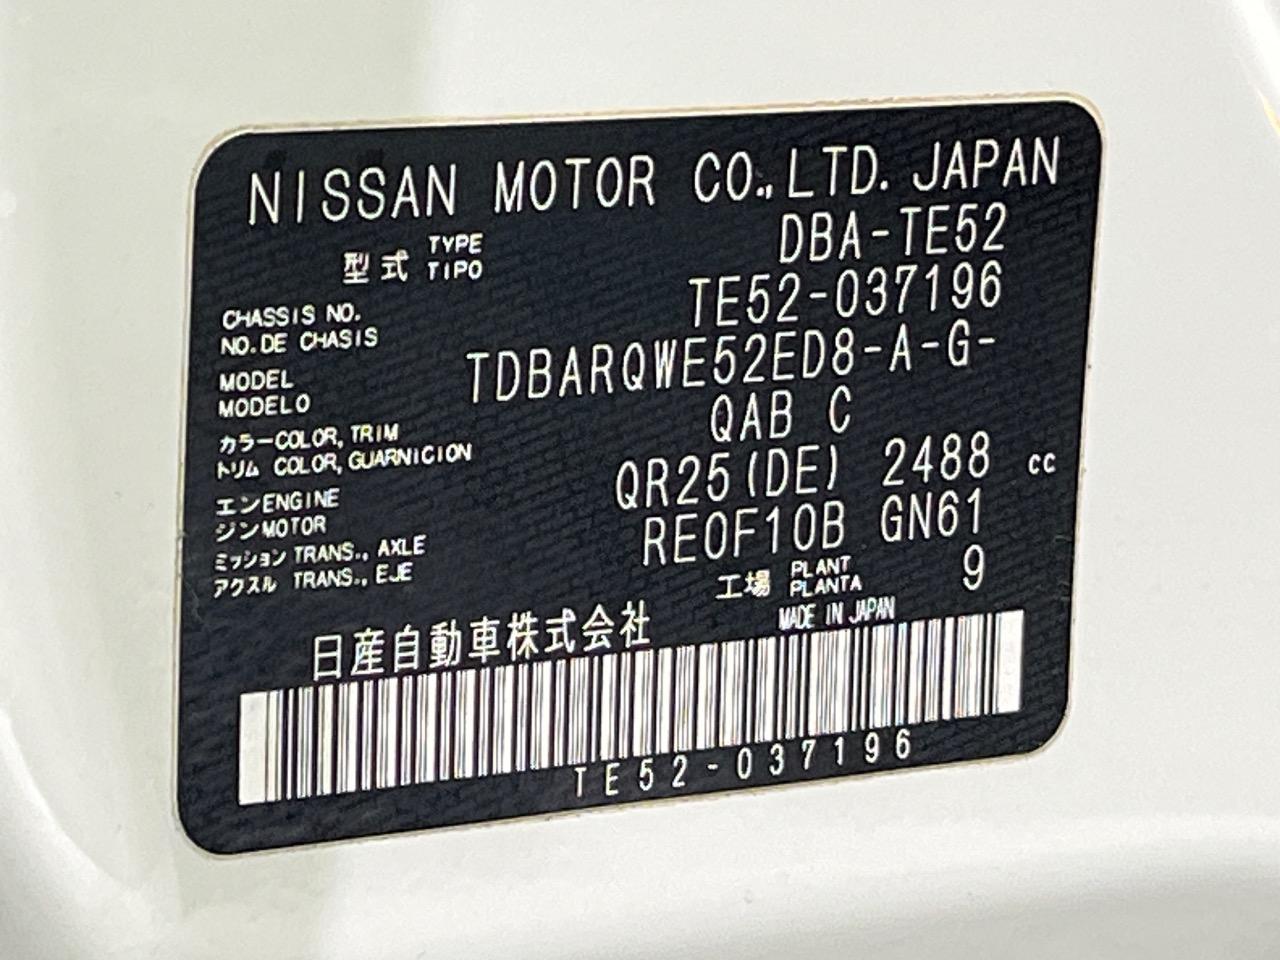 NISSAN MOTOR CO.,LTD. JAPAN
型式 TYPE TIPO DBA-TE52
CHASSIS NO.
NO.DE CHASIS
TE52-037196
MODEL
MODELO
TDBARQWE52ED8-A-G-
カラーCOLOR, TRIM
トリム COLOR, GUARNICION
QAB C
エンENGINE
ジンMOTOR
QR25(DE) 2488 cc
ミッション TRANS., AXLE
アクスル TRANS., EJE
RE0F10B GN61
工場 PLANT PLANTA 9
日産自動車株式会社
MADE IN JAPAN
TE52-037196